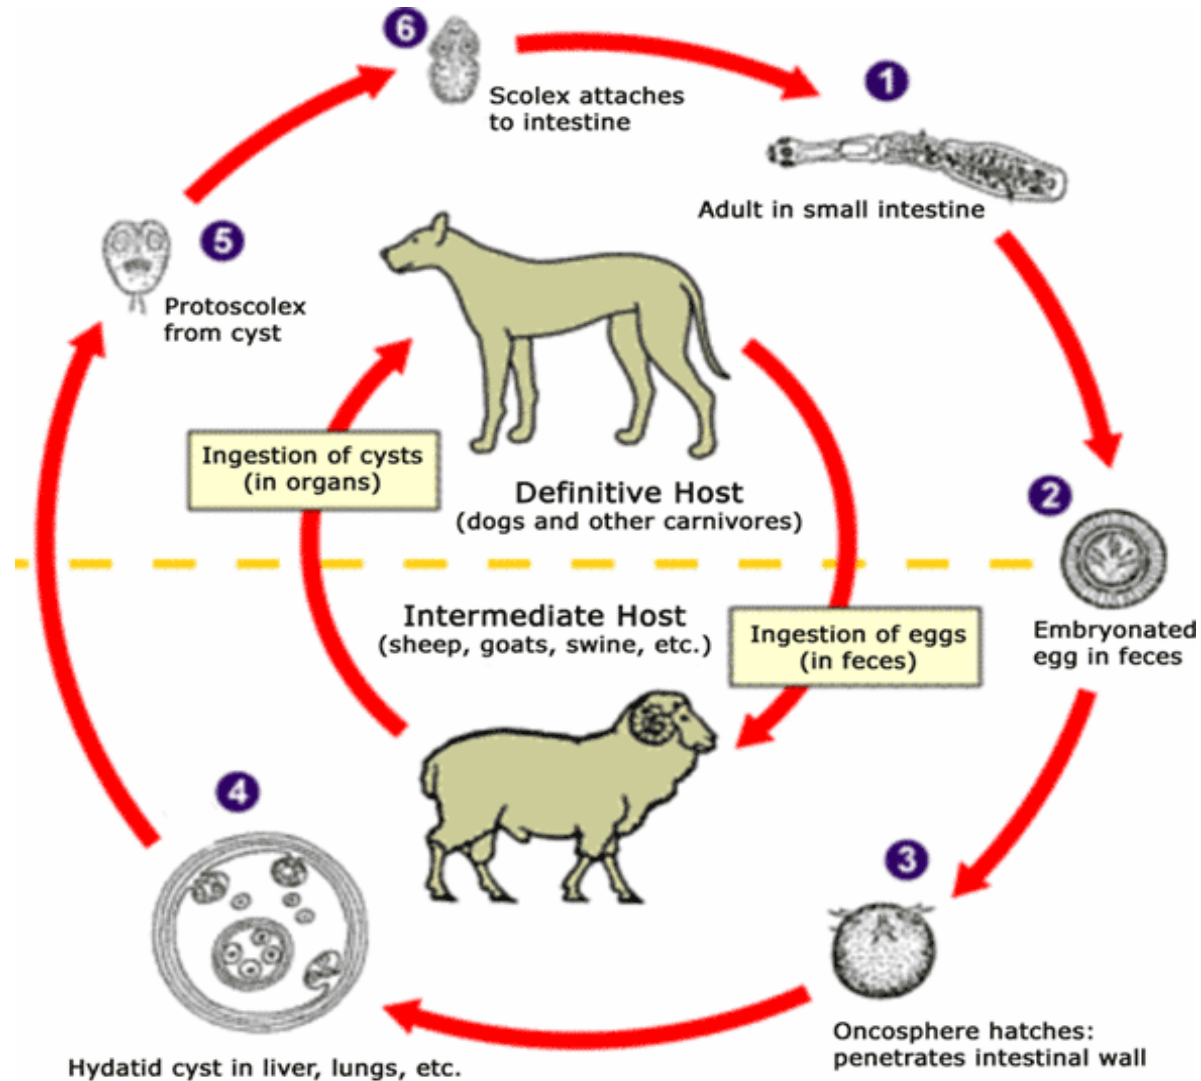 6
Scolex attaches
to intestine
1
Adult in small intestine
5
Protoscolex
from cyst
Ingestion of cysts
(in organs)
Definitive Host
(dogs and other carnivores)
2
Embryonated
egg in feces
Intermediate Host
(sheep, goats, swine, etc.)
Ingestion of eggs
(in feces)
4
Hydatid cyst in liver, lungs, etc.
3
Oncosphere hatches:
penetrates intestinal wall